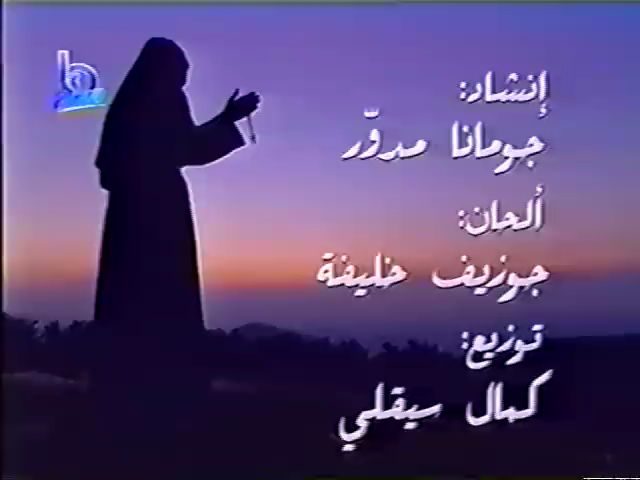 إنشاد:
جومانا مدوّر
ألحان:
جوزيف خليفة
توزيع:
كمال سيقلي